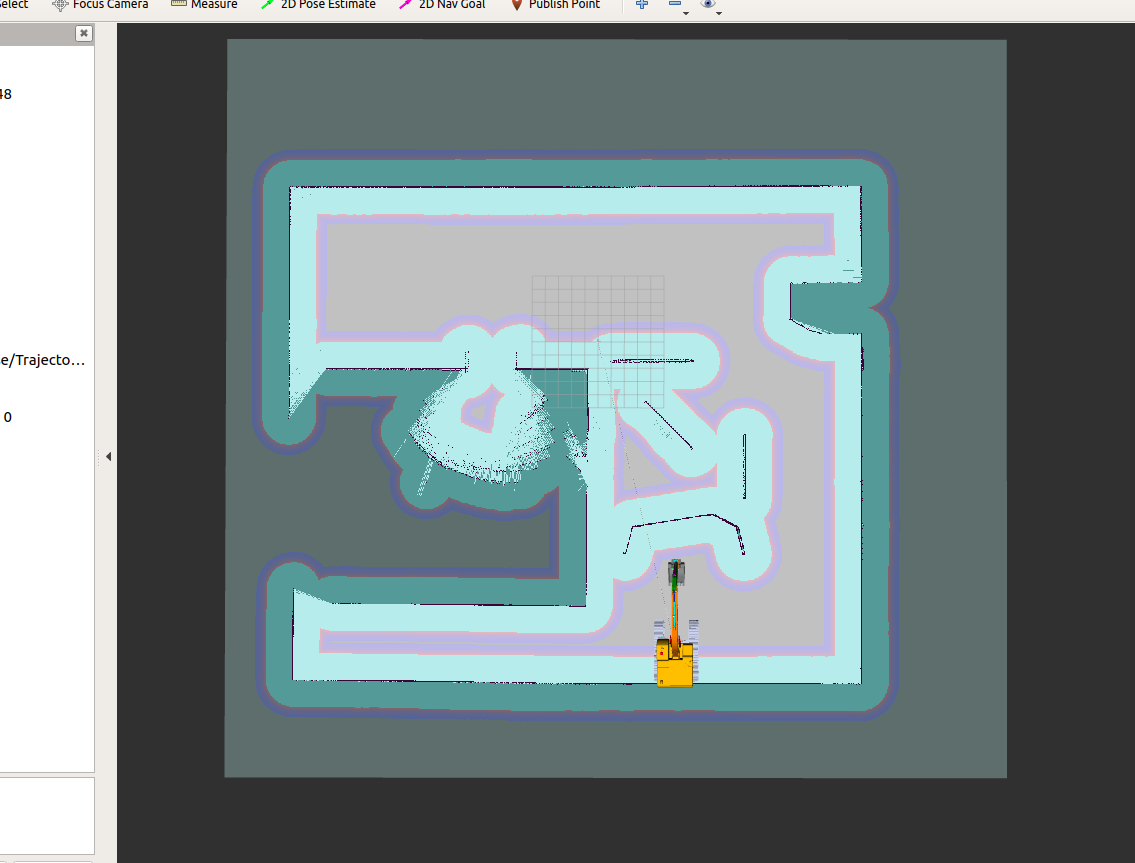 elect Focus Camera Measure 2D Pose Estimate 2D Nav Goal Publish Point
48
e/Trajecto...
0